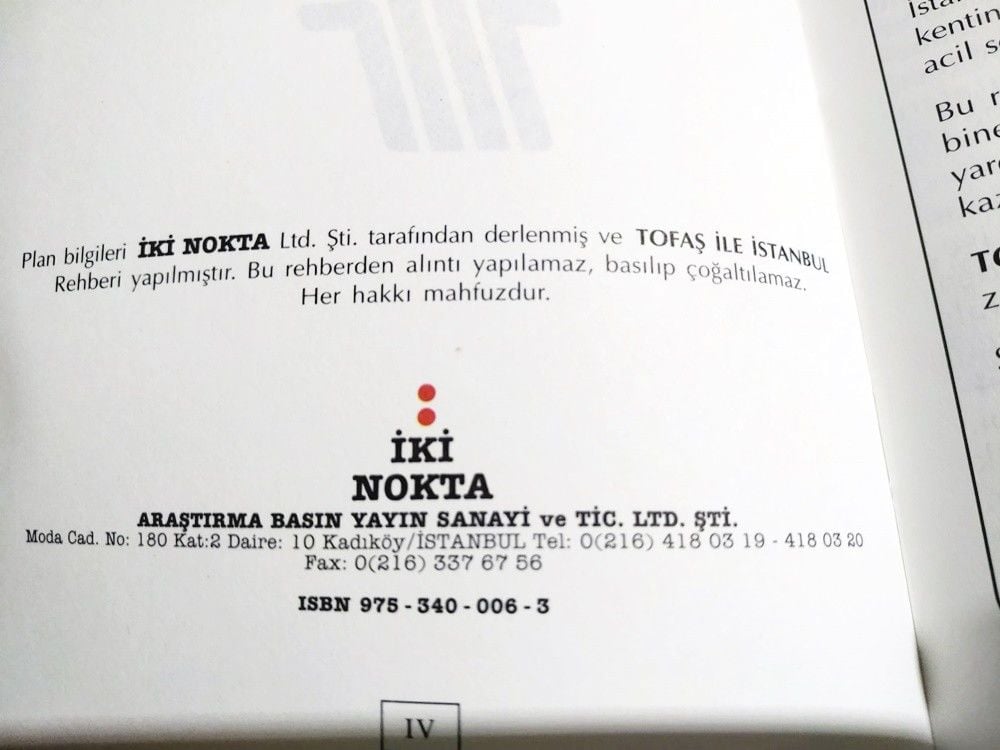 Plan bilgileri İKİ NOKTA Ltd. Şti. tarafından derlenmiş ve TOFAŞ İLE İSTANBUL
Rehberi yapılmıştır. Bu rehberden alıntı yapılamaz, basılıp çoğaltılamaz.
Her hakkı mahfuzdur.
İKİ
NOKTA
ARAŞTIRMA BASIN YAYIN SANAYİ ve TİC. LTD. ŞTİ.
Moda Cad. No: 180 Kat:2 Daire: 10 Kadıköy/İSTANBUL Tel: 0(216) 418 03 19 - 418 03 20
Fax: 0(216) 337 67 56
ISBN 975 - 340 - 006 - 3
IV
kentin
acil
Bu